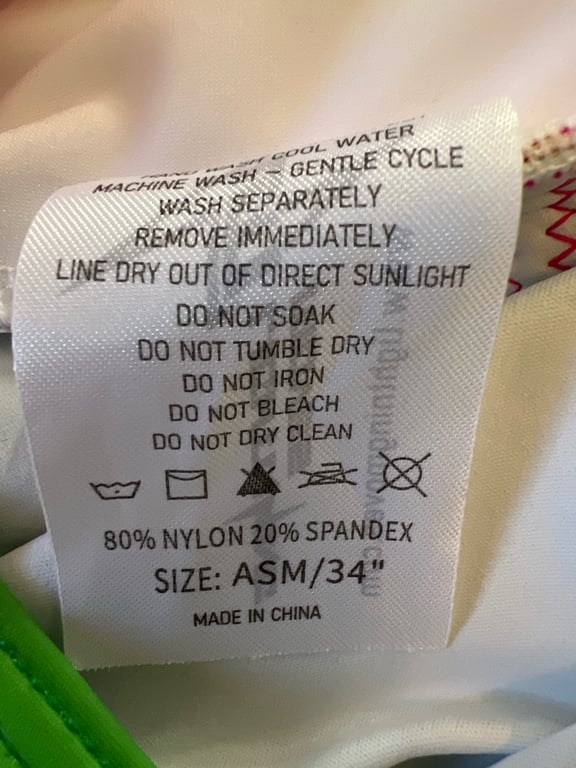 HAND WASH COOL WATER
MACHINE WASH – GENTLE CYCLE
WASH SEPARATELY
REMOVE IMMEDIATELY
LINE DRY OUT OF DIRECT SUNLIGHT
DO NOT SOAK
DO NOT TUMBLE DRY
DO NOT IRON
DO NOT BLEACH
DO NOT DRY CLEAN
80% NYLON 20% SPANDEX
SIZE: ASM/34"
MADE IN CHINA